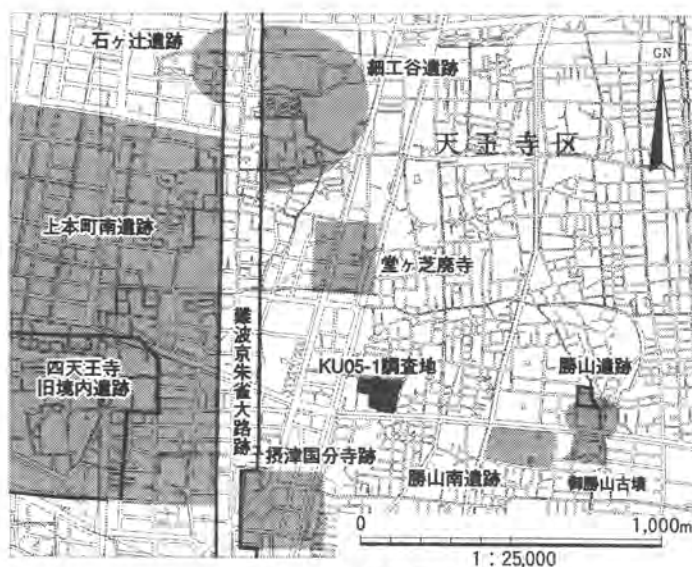 石ヶ辻遺跡
細工谷遺跡
GN
天王寺区
上本町南遺跡
堂ヶ芝廃寺
難波京朱雀大路跡
KU05-1調査地
勝山遺跡
四天王寺
旧境内遺跡
摂津国分寺跡
勝山南遺跡
御勝山古墳
0
1,000m
1:25,000